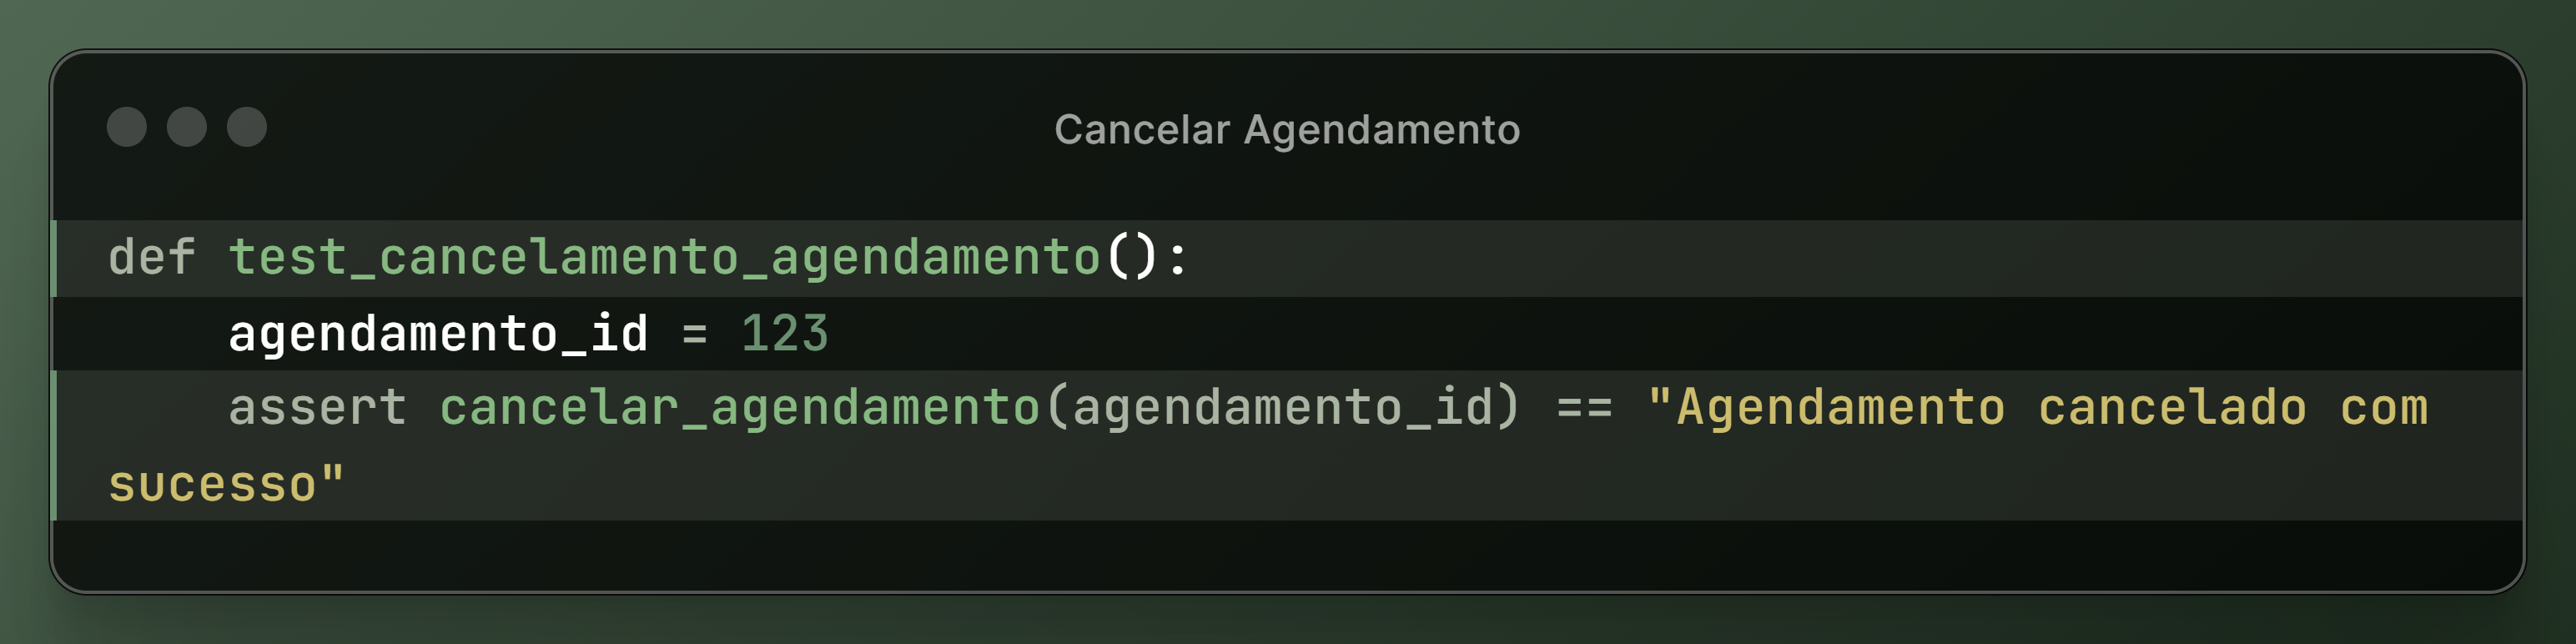 Cancelar Agendamento
def test_cancelamento_agendamento():
    agendamento_id = 123
    assert cancelar_agendamento(agendamento_id) == "Agendamento cancelado com
sucesso"